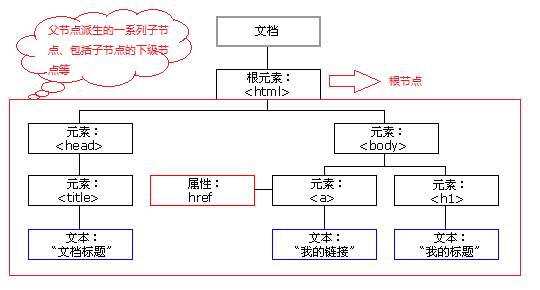 父节点派生的一系列子节
点、包括子节点的下级节
点等
文档
根元素：
<html>
根节点
元素：
<head>
元素：
<body>
元素：
<title>
属性：
href
元素：
<a>
元素：
<h1>
文本：
“文档标题”
文本：
“我的链接”
文本：
“我的标题”